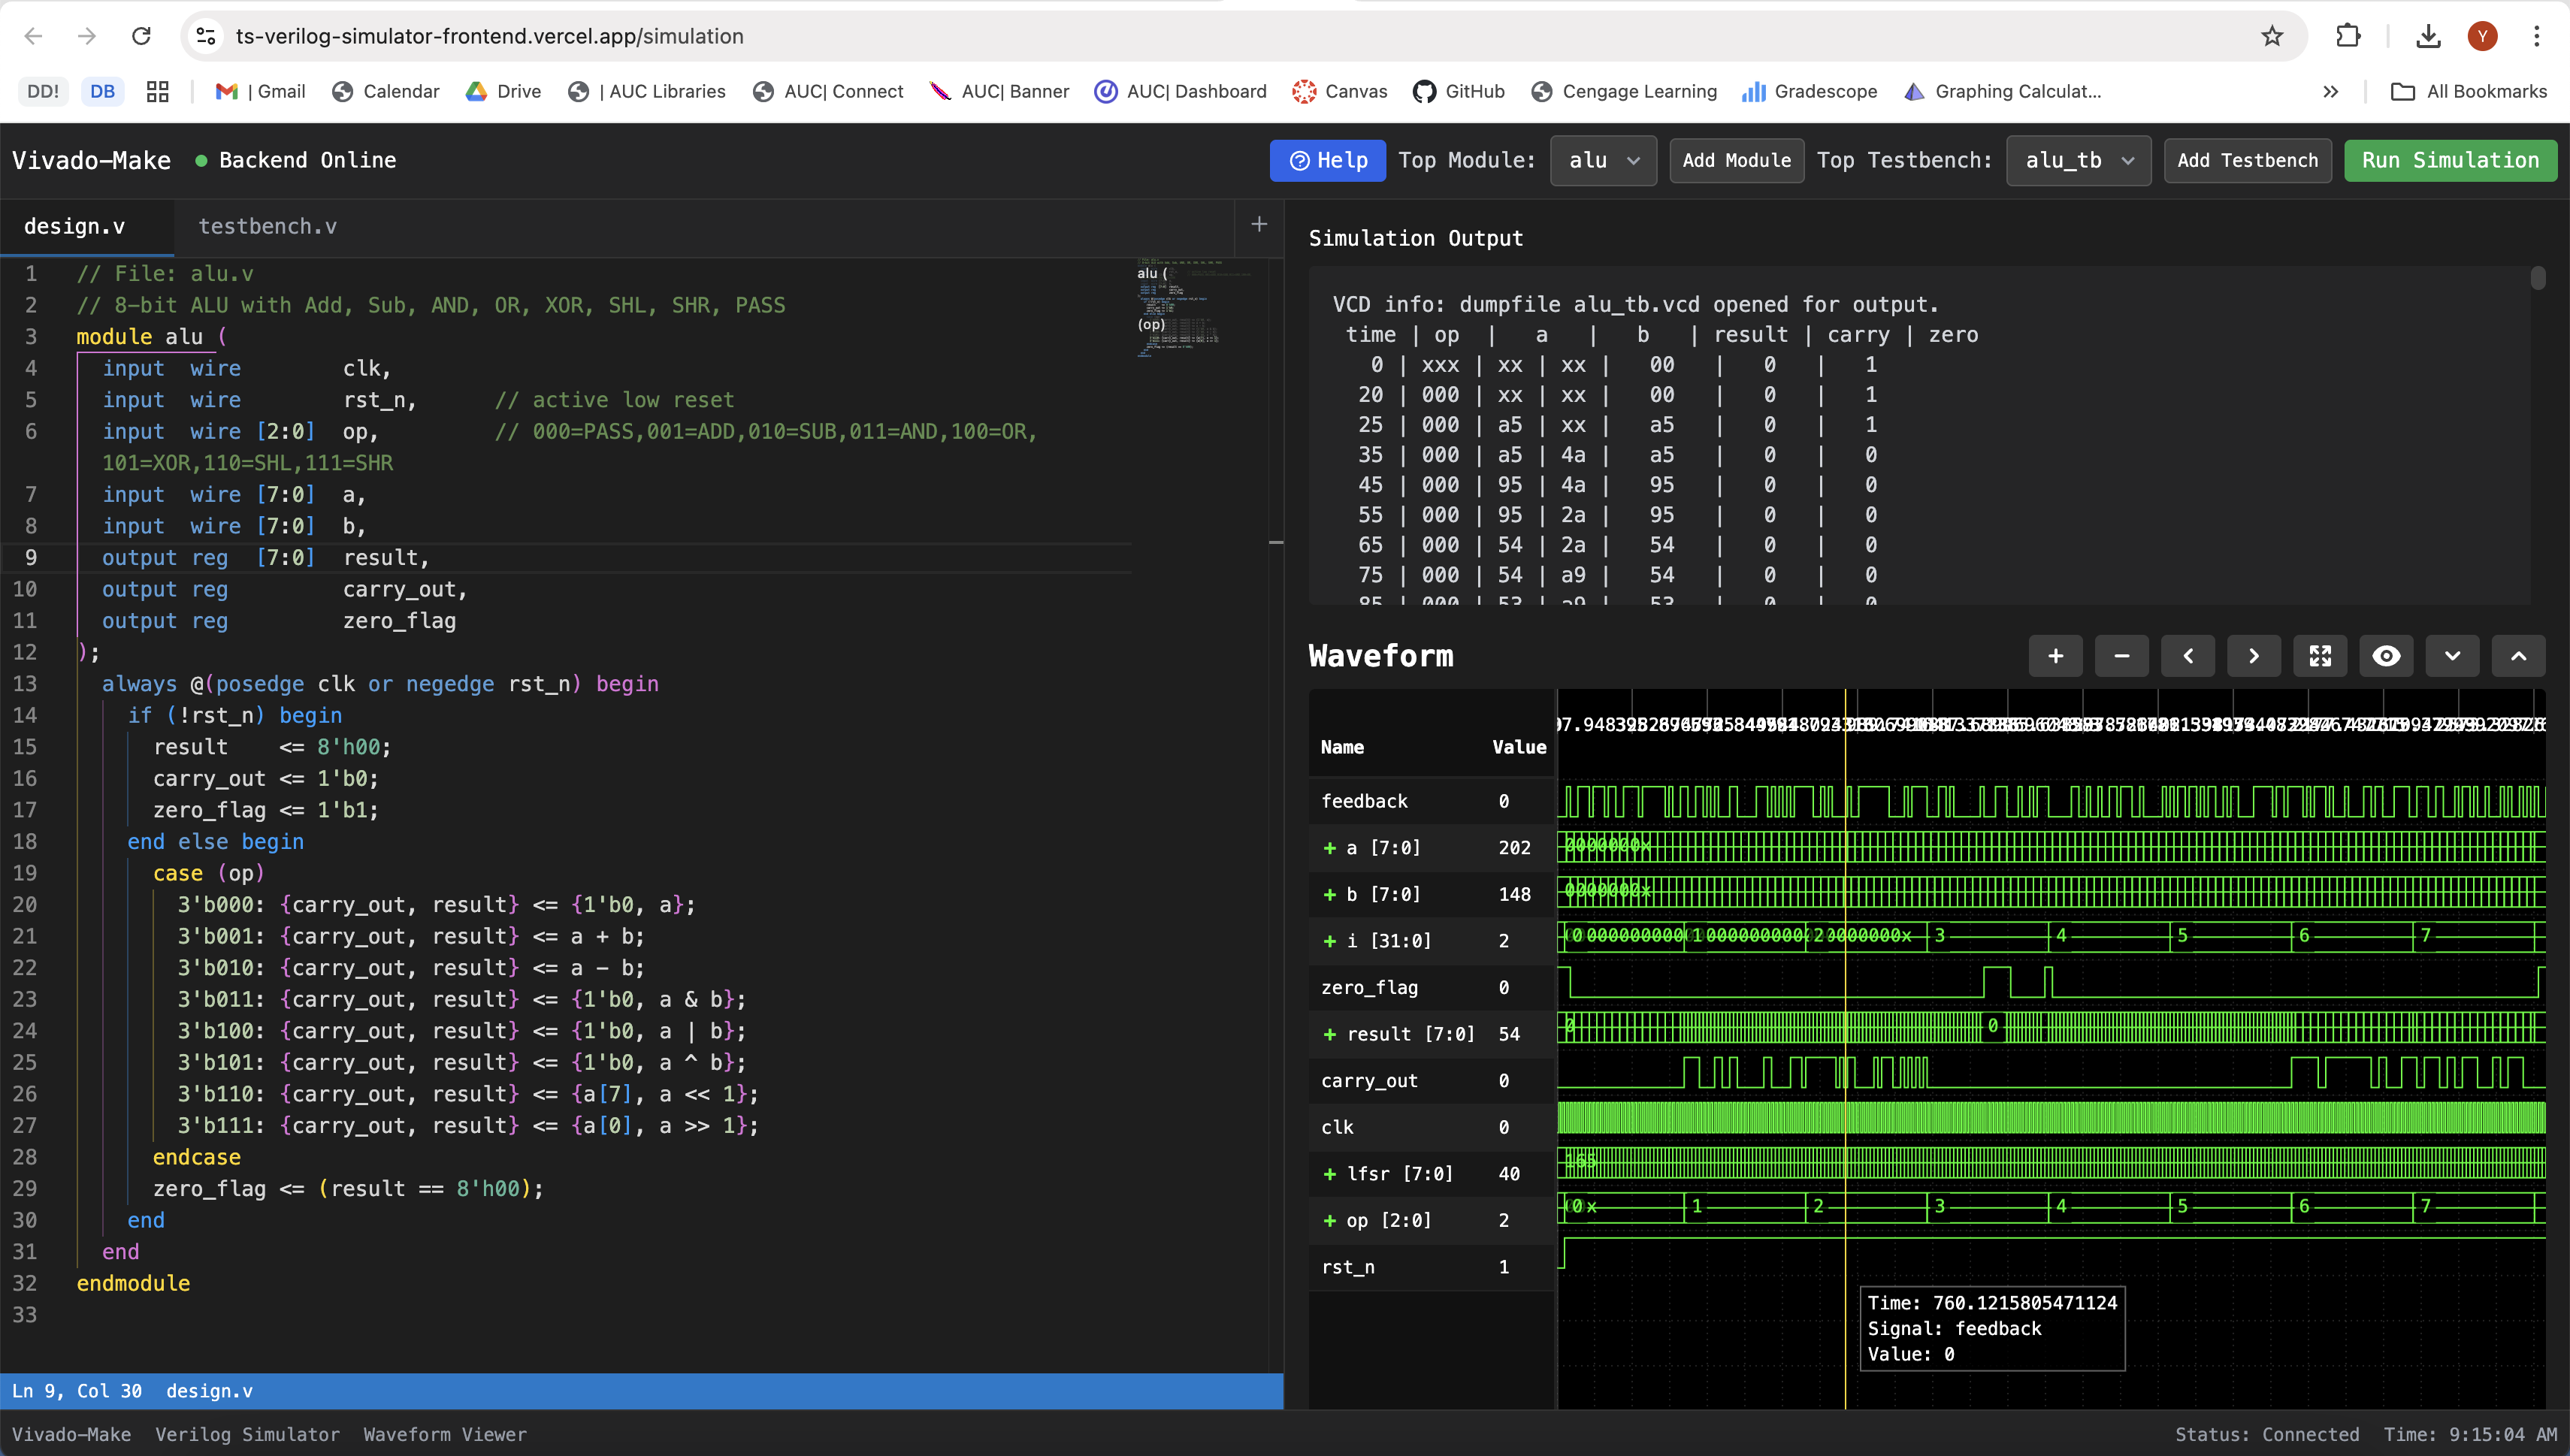 ts-verilog-simulator-frontend.vercel.app/simulation
Y
DD! DB | Gmail Calendar Drive | AUC Libraries AUC| Connect AUC| Banner AUC| Dashboard Canvas GitHub Cengage Learning Gradescope Graphing Calculat... All Bookmarks
Vivado-Make Backend Online Help Top Module: alu Add Module Top Testbench: alu_tb Add Testbench Run Simulation
design.v testbench.v +
1 // File: alu.v
2 // 8-bit ALU with Add, Sub, AND, OR, XOR, SHL, SHR, PASS
3 module alu (
4 input wire clk,
5 input wire rst_n, // active low reset
6 input wire [2:0] op, // 000=PASS,001=ADD,010=SUB,011=AND,100=OR,
101=XOR,110=SHL,111=SHR
7 input wire [7:0] a,
8 input wire [7:0] b,
9 output reg [7:0] result,
10 output reg carry_out,
11 output reg zero_flag
12 );
13 always @(posedge clk or negedge rst_n) begin
14 if (!rst_n) begin
15 result <= 8'h00;
16 carry_out <= 1'b0;
17 zero_flag <= 1'b1;
18 end else begin
19 case (op)
20 3'b000: {carry_out, result} <= {1'b0, a};
21 3'b001: {carry_out, result} <= a + b;
22 3'b010: {carry_out, result} <= a - b;
23 3'b011: {carry_out, result} <= {1'b0, a & b};
24 3'b100: {carry_out, result} <= {1'b0, a | b};
25 3'b101: {carry_out, result} <= {1'b0, a ^ b};
26 3'b110: {carry_out, result} <= {a[7], a << 1};
27 3'b111: {carry_out, result} <= {a[0], a >> 1};
28 endcase
29 zero_flag <= (result == 8'h00);
30 end
31 end
32 endmodule
33
alu (
(op)
Ln 9, Col 30 design.v
Simulation Output
VCD info: dumpfile alu_tb.vcd opened for output.
time | op | a | b | result | carry | zero
0 | xxx | xx | xx | 00 | 0 | 1
20 | 000 | xx | xx | 00 | 0 | 1
25 | 000 | a5 | xx | a5 | 0 | 1
35 | 000 | a5 | 4a | a5 | 0 | 0
45 | 000 | 95 | 4a | 95 | 0 | 0
55 | 000 | 95 | 2a | 95 | 0 | 0
65 | 000 | 54 | 2a | 54 | 0 | 0
75 | 000 | 54 | a9 | 54 | 0 | 0
85 | 000 | 53 | a9 | 53 | 0 | 0
Waveform
Name Value
feedback 0
+ a [7:0] 202
+ b [7:0] 148
+ i [31:0] 2 3 4 5 6 7
zero_flag 0
+ result [7:0] 54 0 0
carry_out 0
clk 0
+ lfsr [7:0] 40 165
+ op [2:0] 2 1 2 3 4 5 6 7
rst_n 1
Time: 760.1215805471124
Signal: feedback
Value: 0
Vivado-Make Verilog Simulator Waveform Viewer Status: Connected Time: 9:15:04 AM